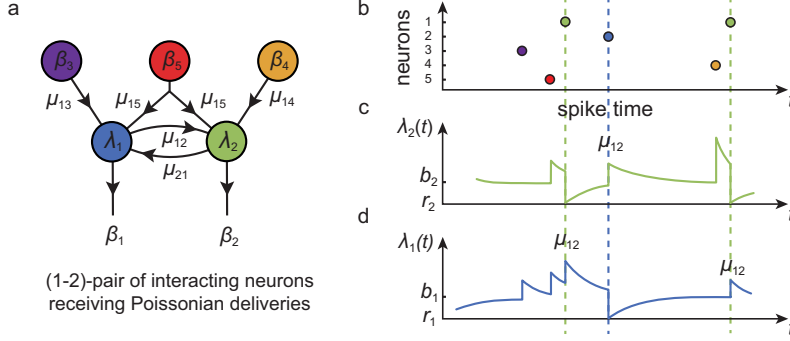 a
β3
β5
β4
μ13
μ15
μ15
μ14
λ1
μ12
λ2
μ21
β1
β2
(1-2)-pair of interacting neurons
receiving Poissonian deliveries
b
neurons
1
2
3
4
5
spike time
t
c
λ2(t)
μ12
b2
r2
t
d
λ1(t)
μ12
μ12
b1
r1
t